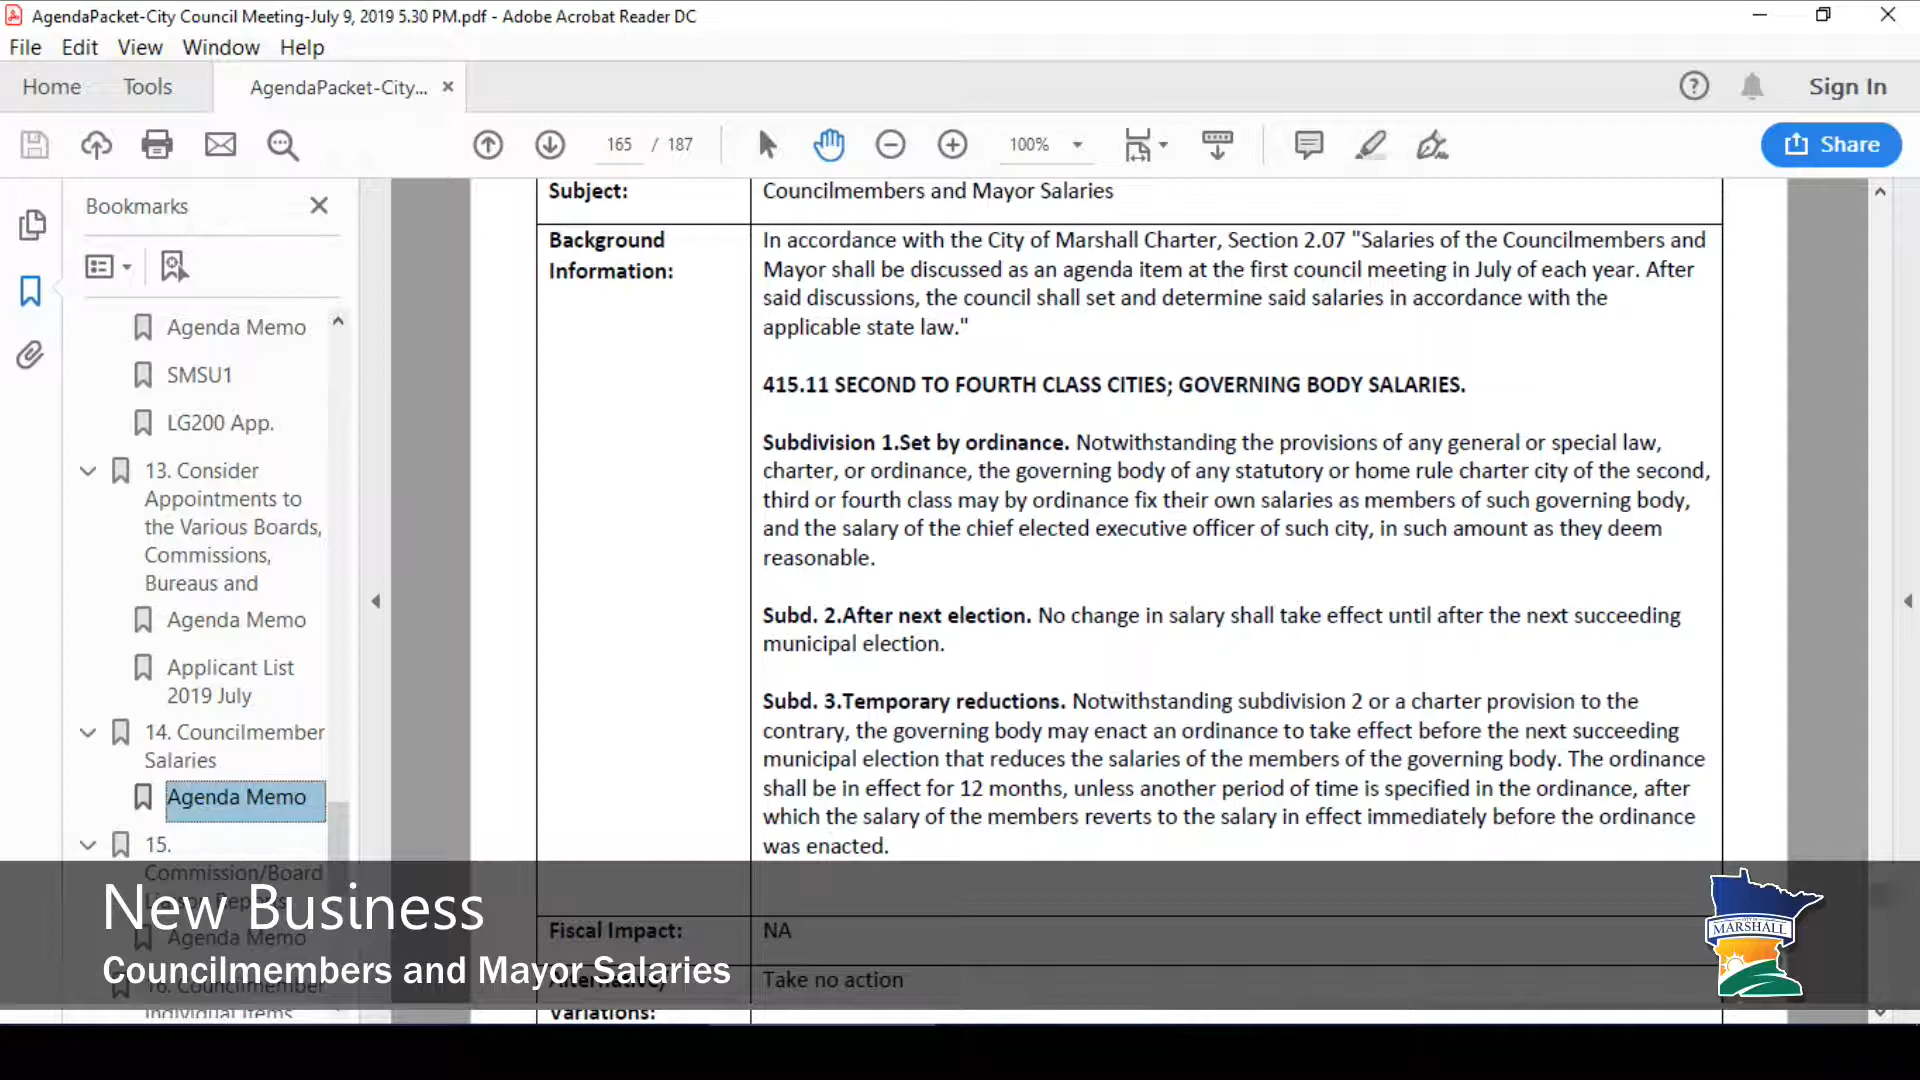 AgendaPacket-City Council Meeting-July 9, 2019 5.30 PM.pdf - Adobe Acrobat Reader DC
File Edit View Window Help
Home Tools AgendaPacket-City... × Sign In
165 / 187 100% Share
Bookmarks
Agenda Memo
SMSU1
LG200 App.
13. Consider
Appointments to
the Various Boards,
Commissions,
Bureaus and
Agenda Memo
Applicant List
2019 July
14. Councilmember
Salaries
Agenda Memo
15.
Commission/Board
Liaison Reports
Agenda Memo
16. Councilmember
Individual Items
Subject: Councilmembers and Mayor Salaries
Background
Information:
In accordance with the City of Marshall Charter, Section 2.07 "Salaries of the Councilmembers and
Mayor shall be discussed as an agenda item at the first council meeting in July of each year. After
said discussions, the council shall set and determine said salaries in accordance with the
applicable state law."
415.11 SECOND TO FOURTH CLASS CITIES; GOVERNING BODY SALARIES.
Subdivision 1.Set by ordinance. Notwithstanding the provisions of any general or special law,
charter, or ordinance, the governing body of any statutory or home rule charter city of the second,
third or fourth class may by ordinance fix their own salaries as members of such governing body,
and the salary of the chief elected executive officer of such city, in such amount as they deem
reasonable.
Subd. 2.After next election. No change in salary shall take effect until after the next succeeding
municipal election.
Subd. 3.Temporary reductions. Notwithstanding subdivision 2 or a charter provision to the
contrary, the governing body may enact an ordinance to take effect before the next succeeding
municipal election that reduces the salaries of the members of the governing body. The ordinance
shall be in effect for 12 months, unless another period of time is specified in the ordinance, after
which the salary of the members reverts to the salary in effect immediately before the ordinance
was enacted.
Fiscal Impact: NA
Alternative/ Take no action
Variations:
New Business
Councilmembers and Mayor Salaries
MARSHALL